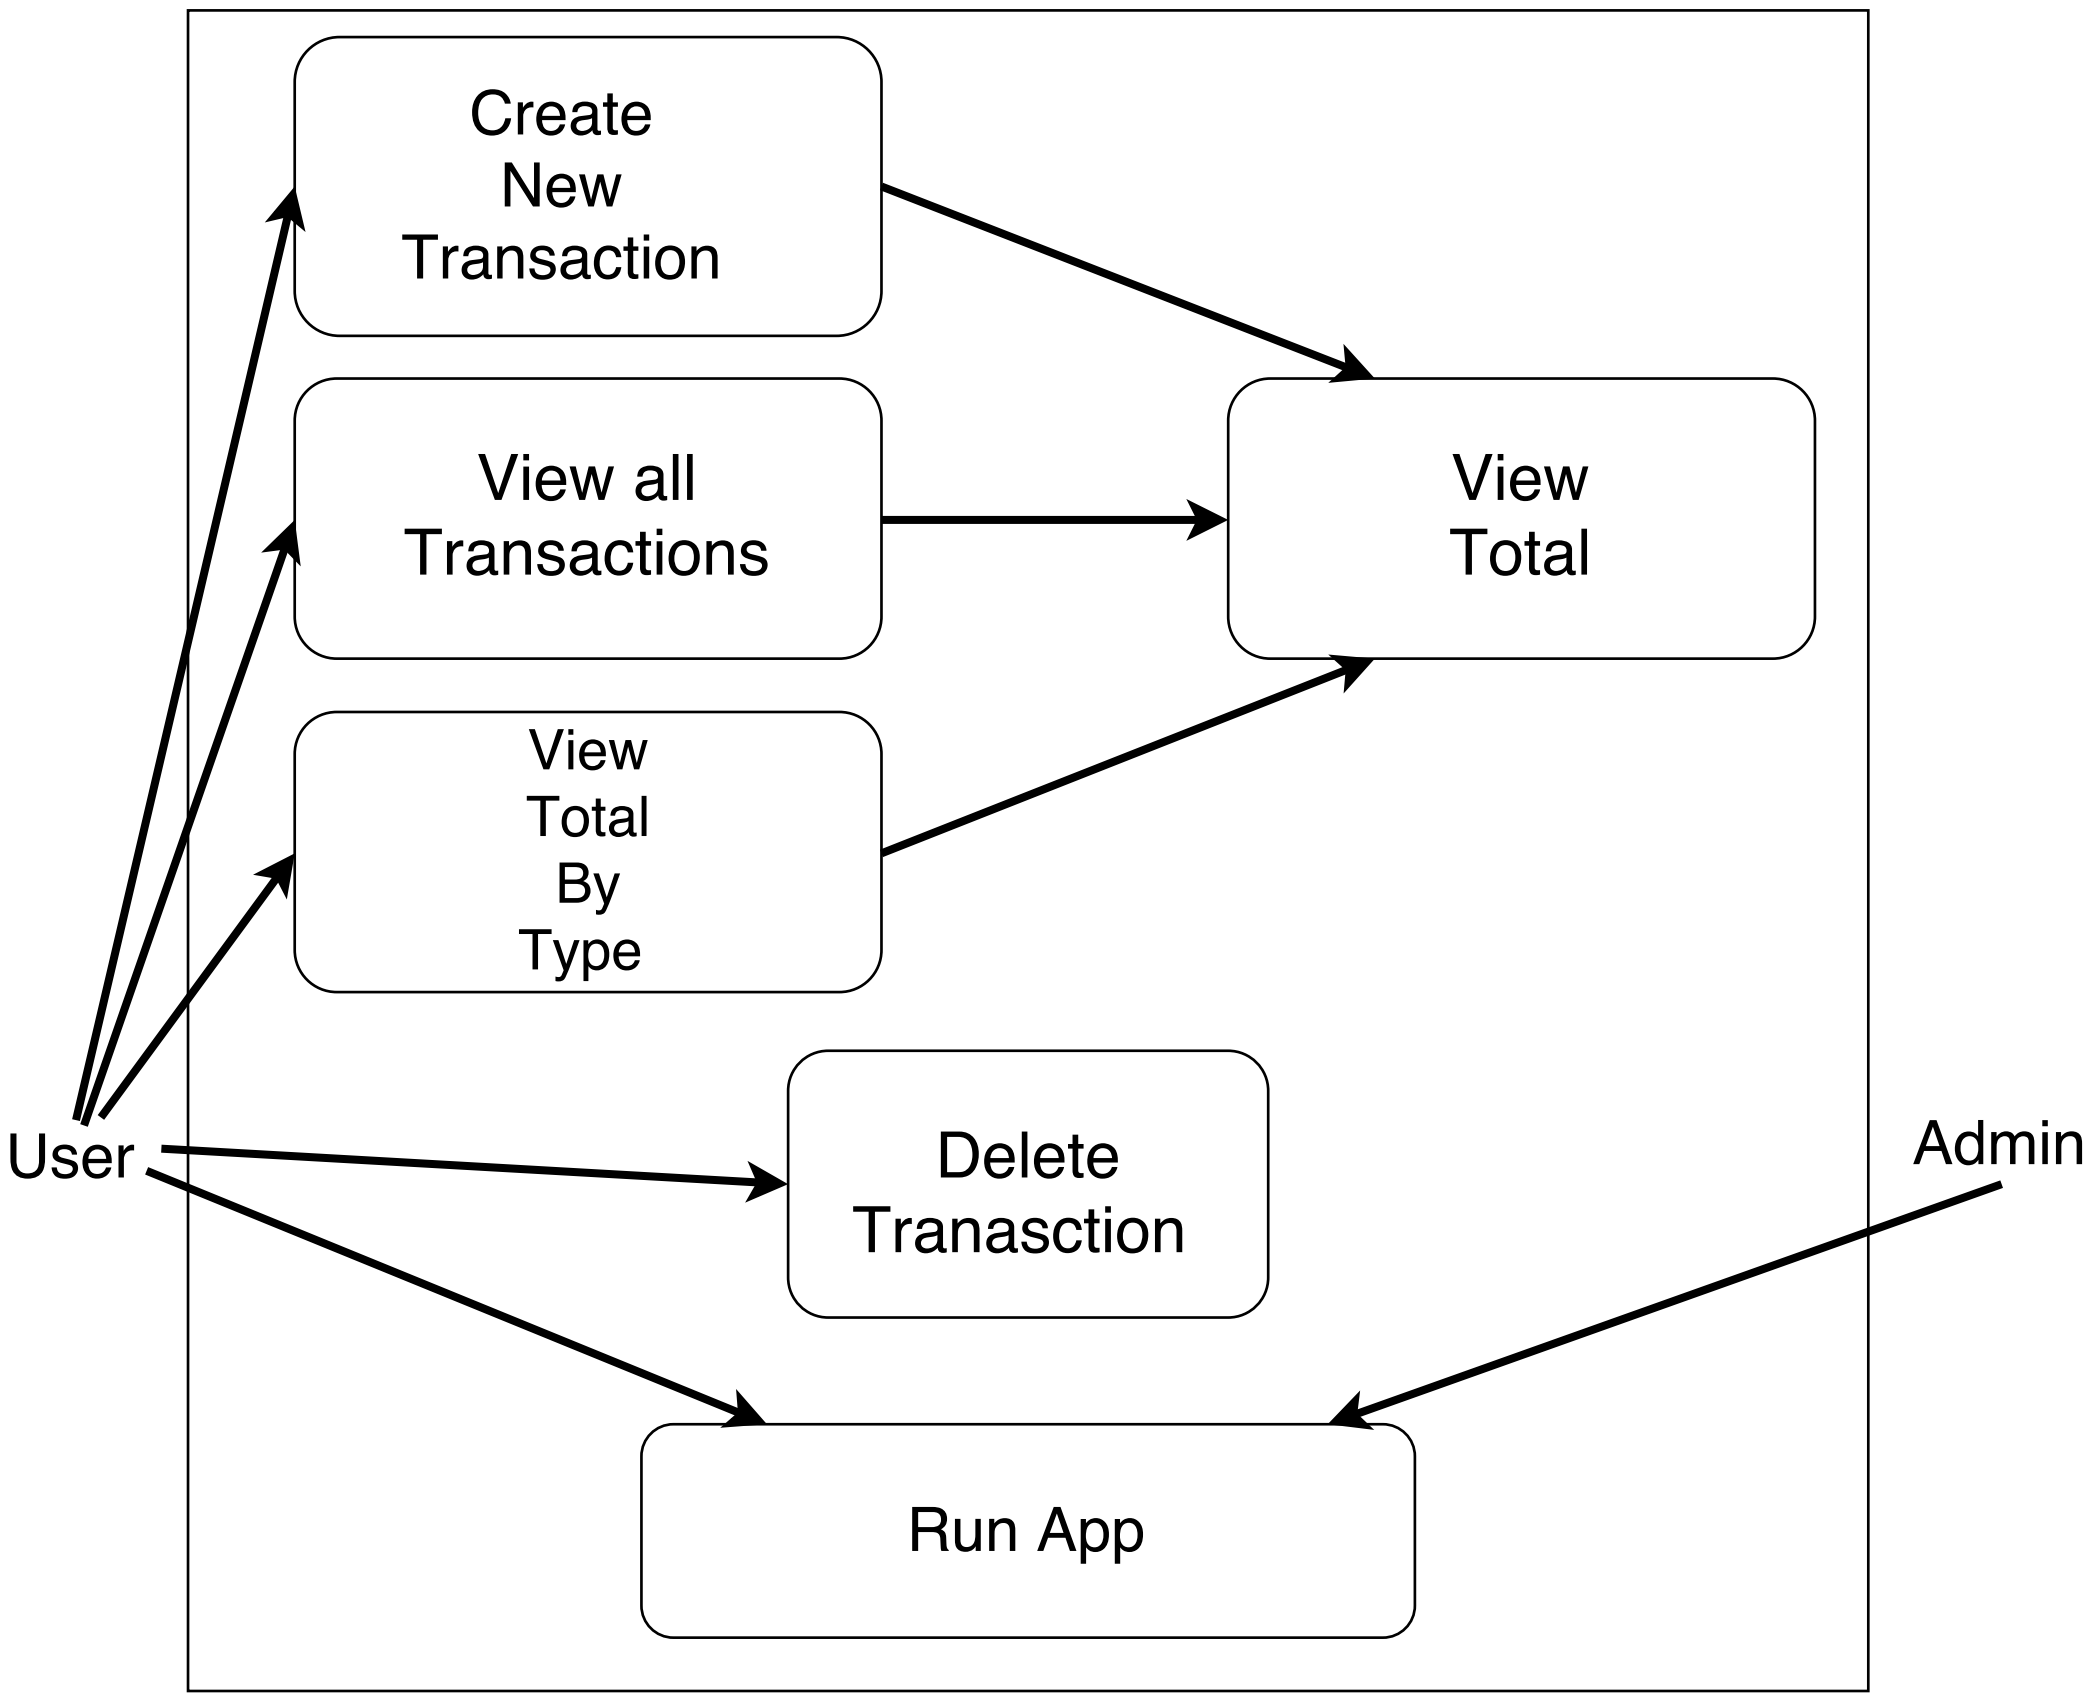 Create
New
Transaction
View all
Transactions
View
Total
View
Total
By
Type
User
Delete
Tranasction
Admin
Run App